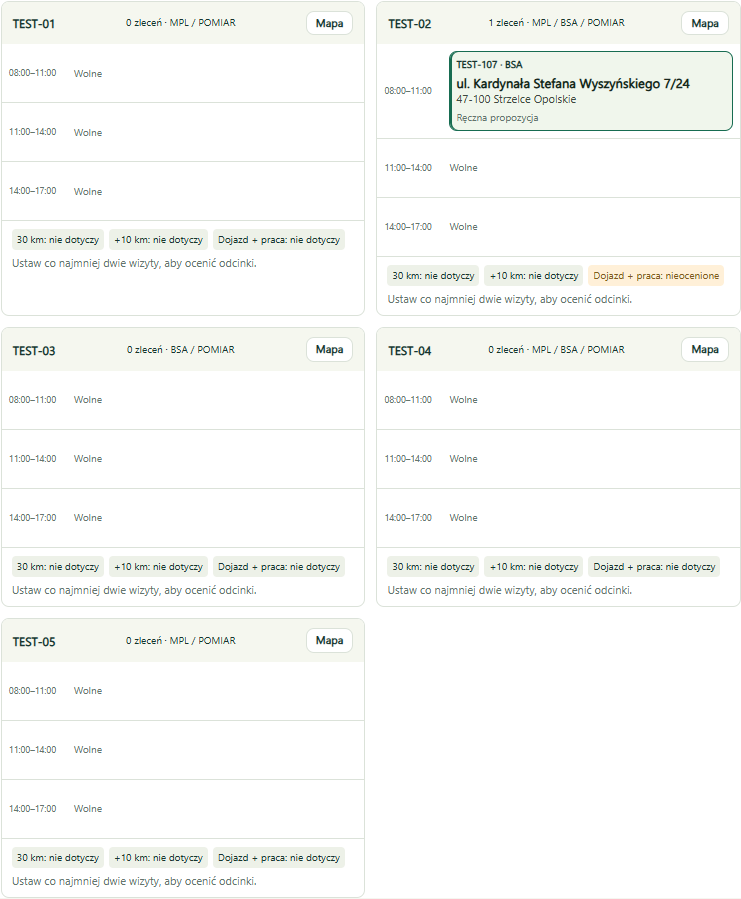 TEST-01 0 zleceń · MPL / POMIAR Mapa
08:00–11:00 Wolne
11:00–14:00 Wolne
14:00–17:00 Wolne
30 km: nie dotyczy +10 km: nie dotyczy Dojazd + praca: nie dotyczy
Ustaw co najmniej dwie wizyty, aby ocenić odcinki.
TEST-02 1 zleceń · MPL / BSA / POMIAR Mapa
TEST-107 · BSA
08:00–11:00 ul. Kardynała Stefana Wyszyńskiego 7/24
47-100 Strzelce Opolskie
Ręczna propozycja
11:00–14:00 Wolne
14:00–17:00 Wolne
30 km: nie dotyczy +10 km: nie dotyczy Dojazd + praca: nieocenione
Ustaw co najmniej dwie wizyty, aby ocenić odcinki.
TEST-03 0 zleceń · BSA / POMIAR Mapa
08:00–11:00 Wolne
11:00–14:00 Wolne
14:00–17:00 Wolne
30 km: nie dotyczy +10 km: nie dotyczy Dojazd + praca: nie dotyczy
Ustaw co najmniej dwie wizyty, aby ocenić odcinki.
TEST-04 0 zleceń · MPL / BSA / POMIAR Mapa
08:00–11:00 Wolne
11:00–14:00 Wolne
14:00–17:00 Wolne
30 km: nie dotyczy +10 km: nie dotyczy Dojazd + praca: nie dotyczy
Ustaw co najmniej dwie wizyty, aby ocenić odcinki.
TEST-05 0 zleceń · MPL / POMIAR Mapa
08:00–11:00 Wolne
11:00–14:00 Wolne
14:00–17:00 Wolne
30 km: nie dotyczy +10 km: nie dotyczy Dojazd + praca: nie dotyczy
Ustaw co najmniej dwie wizyty, aby ocenić odcinki.